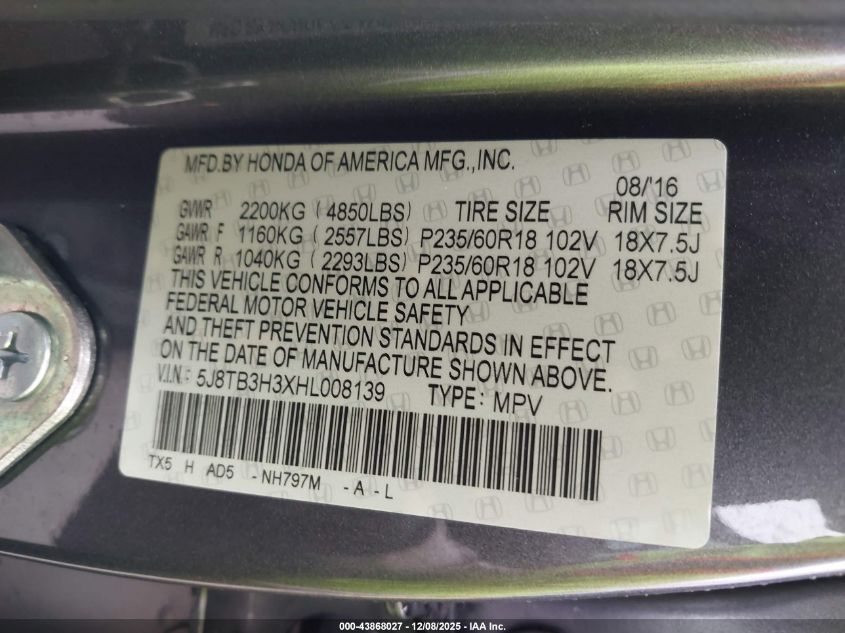 MFD.BY HONDA OF AMERICA MFG.,INC.
08/'16
GVWR 2200KG (4850LBS) TIRE SIZE RIM SIZE
GAWR F 1160KG (2557LBS) P235/60R18 102V 18X7.5J
GAWR R 1040KG (2293LBS) P235/60R18 102V 18X7.5J
THIS VEHICLE CONFORMS TO ALL APPLICABLE
FEDERAL MOTOR VEHICLE SAFETY
AND THEFT PREVENTION STANDARDS IN EFFECT
ON THE DATE OF MANUFACTURE SHOWN ABOVE.
V.I.N: 5J8TB3H3XHL008139 TYPE: MPV
TX5 H AD5 - NH797M - A - L
000-43868027 - 12/08/2025 - IAA Inc.